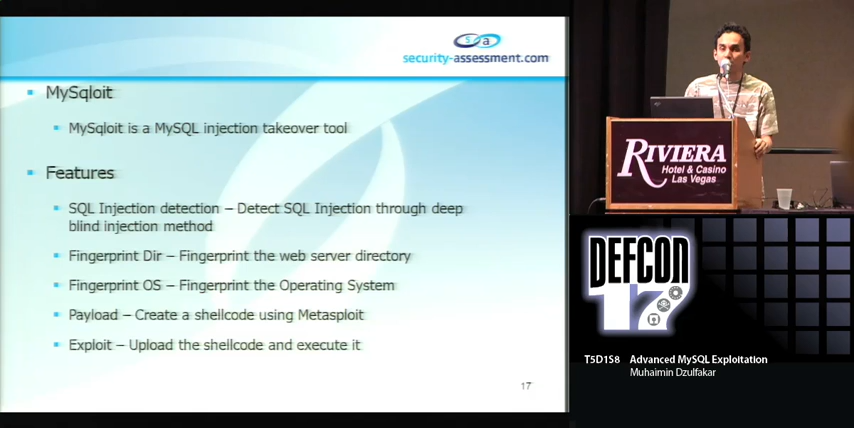 sa
security-assessment.com
MySqloit
MySqloit is a MySQL injection takeover tool
Features
SQL Injection detection – Detect SQL Injection through deep
blind injection method
Fingerprint Dir – Fingerprint the web server directory
Fingerprint OS – Fingerprint the Operating System
Payload – Create a shellcode using Metasploit
Exploit – Upload the shellcode and execute it
17
RIVIERA
Hotel & Casino
Las Vegas
DEFCON
17
T5D1S8 Advanced MySQL Exploitation
Muhaimin Dzulfakar